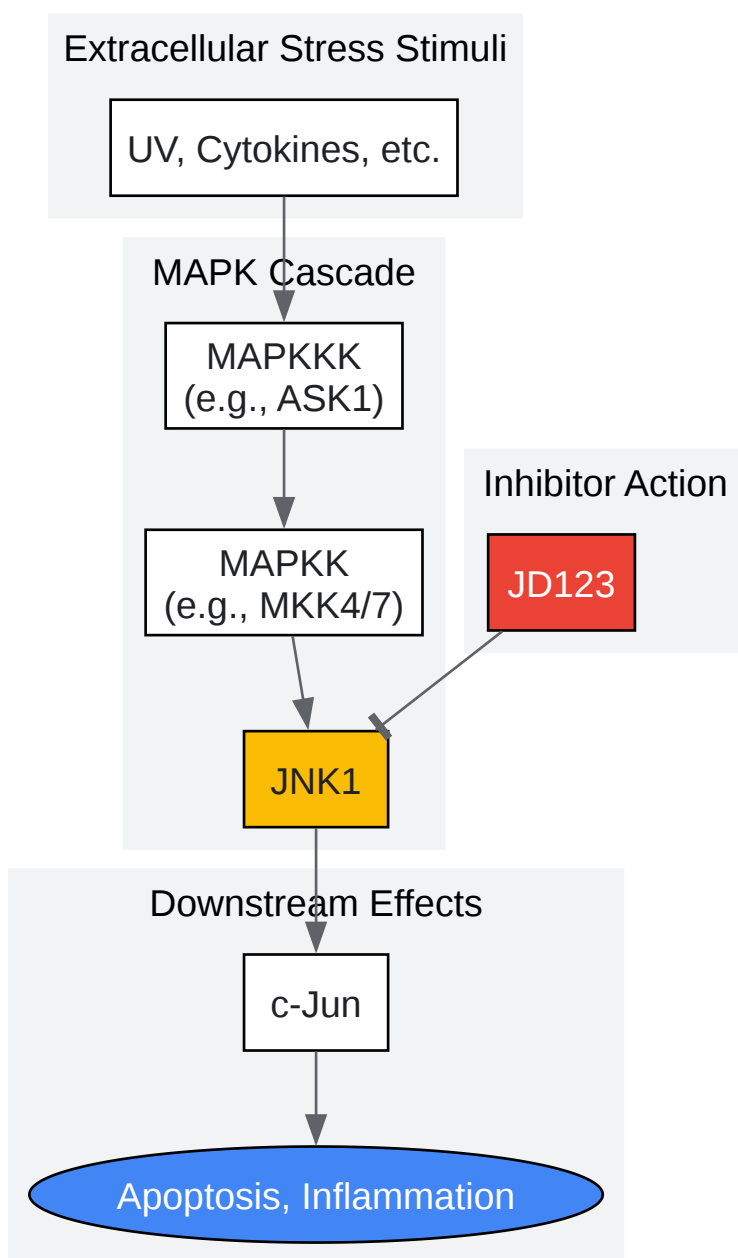 Extracellular Stress Stimuli
UV, Cytokines, etc.
MAPK Cascade
MAPKKK
(e.g., ASK1)
MAPKK
(e.g., MKK4/7)
Inhibitor Action
JD123
JNK1
Downstream Effects
c-Jun
Apoptosis, Inflammation